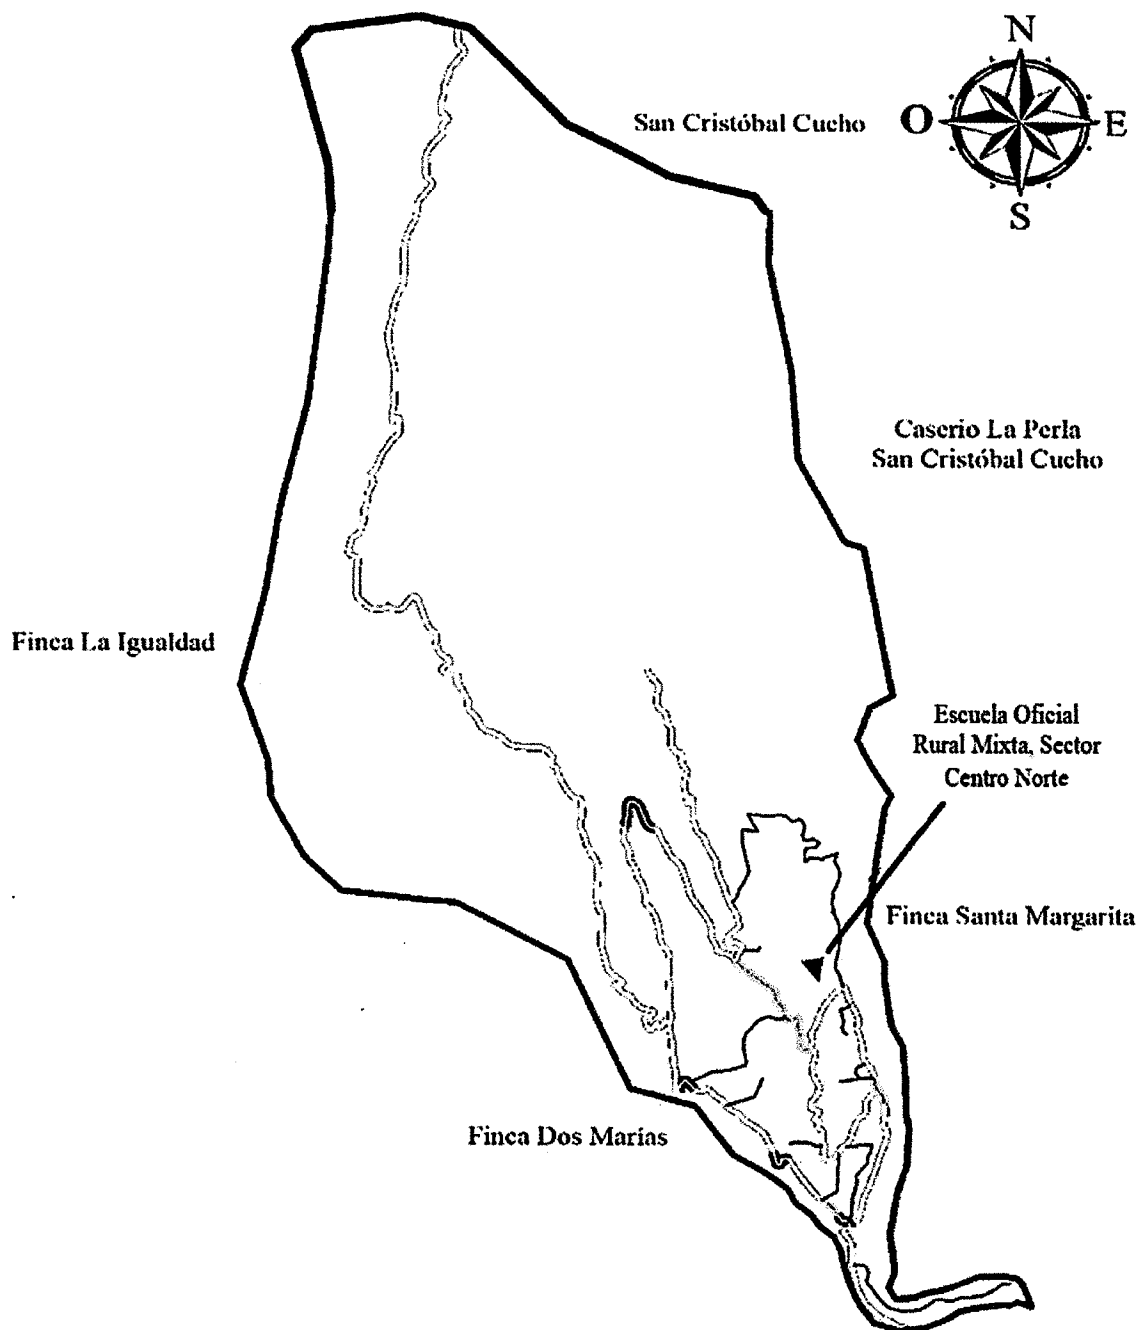 N
San Cristóbal Cucho
O
E
S
Caserio La Perla
San Cristóbal Cucho
Finca La Igualdad
Escuela Oficial
Rural Mixta, Sector
Centro Norte
Finca Santa Margarita
Finca Dos Marías